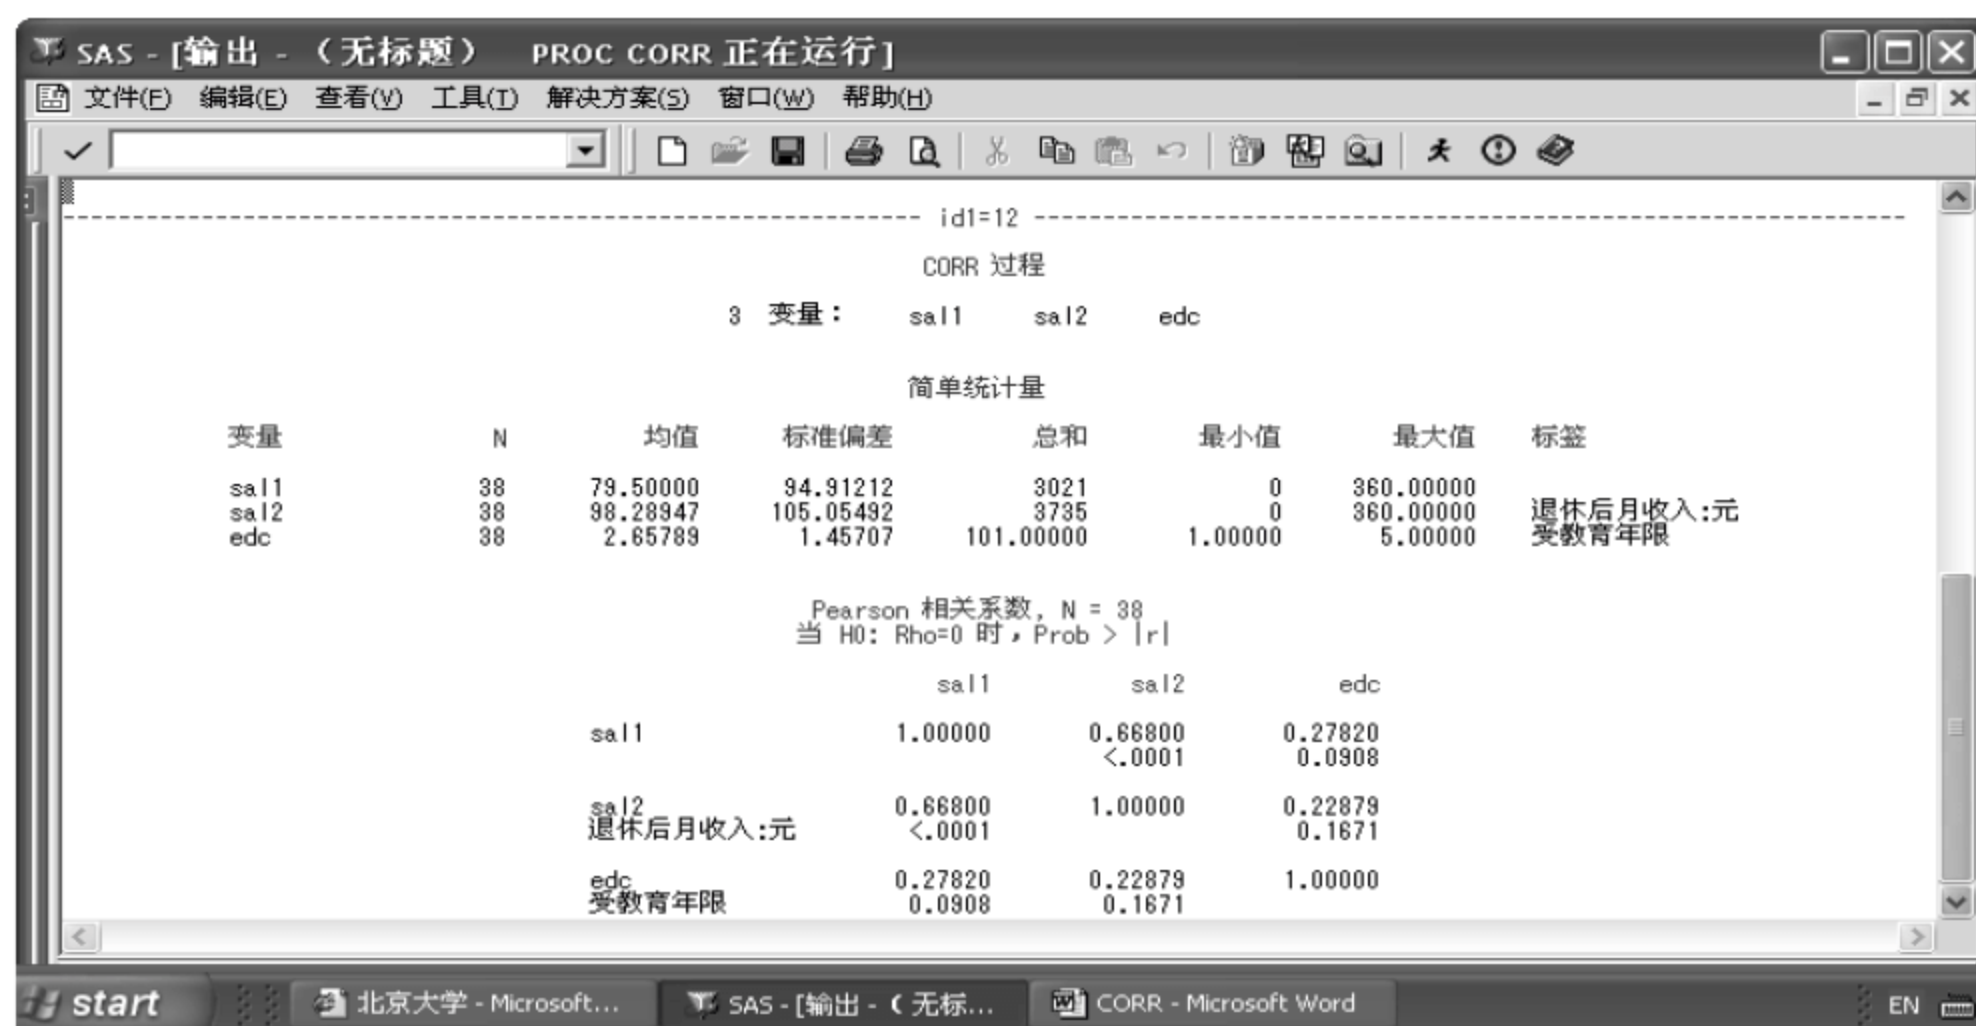 SAS - [输出 - （无标题） PROC CORR 正在运行]
文件(F) 编辑(E) 查看(V) 工具(T) 解决方案(S) 窗口(W) 帮助(H)
id1=12
CORR 过程
3 变量： sal1 sal2 edc
简单统计量
变量 N 均值 标准偏差 总和 最小值 最大值 标签
sal1 38 79.50000 94.91212 3021 0 360.00000
sal2 38 98.28947 105.05492 3735 0 360.00000 退休后月收入:元
edc 38 2.65789 1.45707 101.00000 1.00000 5.00000 受教育年限
Pearson 相关系数, N = 38
当 H0: Rho=0 时，Prob > |r|
sal1 sal2 edc
sal1 1.00000 0.66800 0.27820
<.0001 0.0908
sal2 0.66800 1.00000 0.22879
退休后月收入:元 <.0001 0.1671
edc 0.27820 0.22879 1.00000
受教育年限 0.0908 0.1671
start 北京大学 - Microsoft... SAS - [输出 - （无标... CORR - Microsoft Word EN